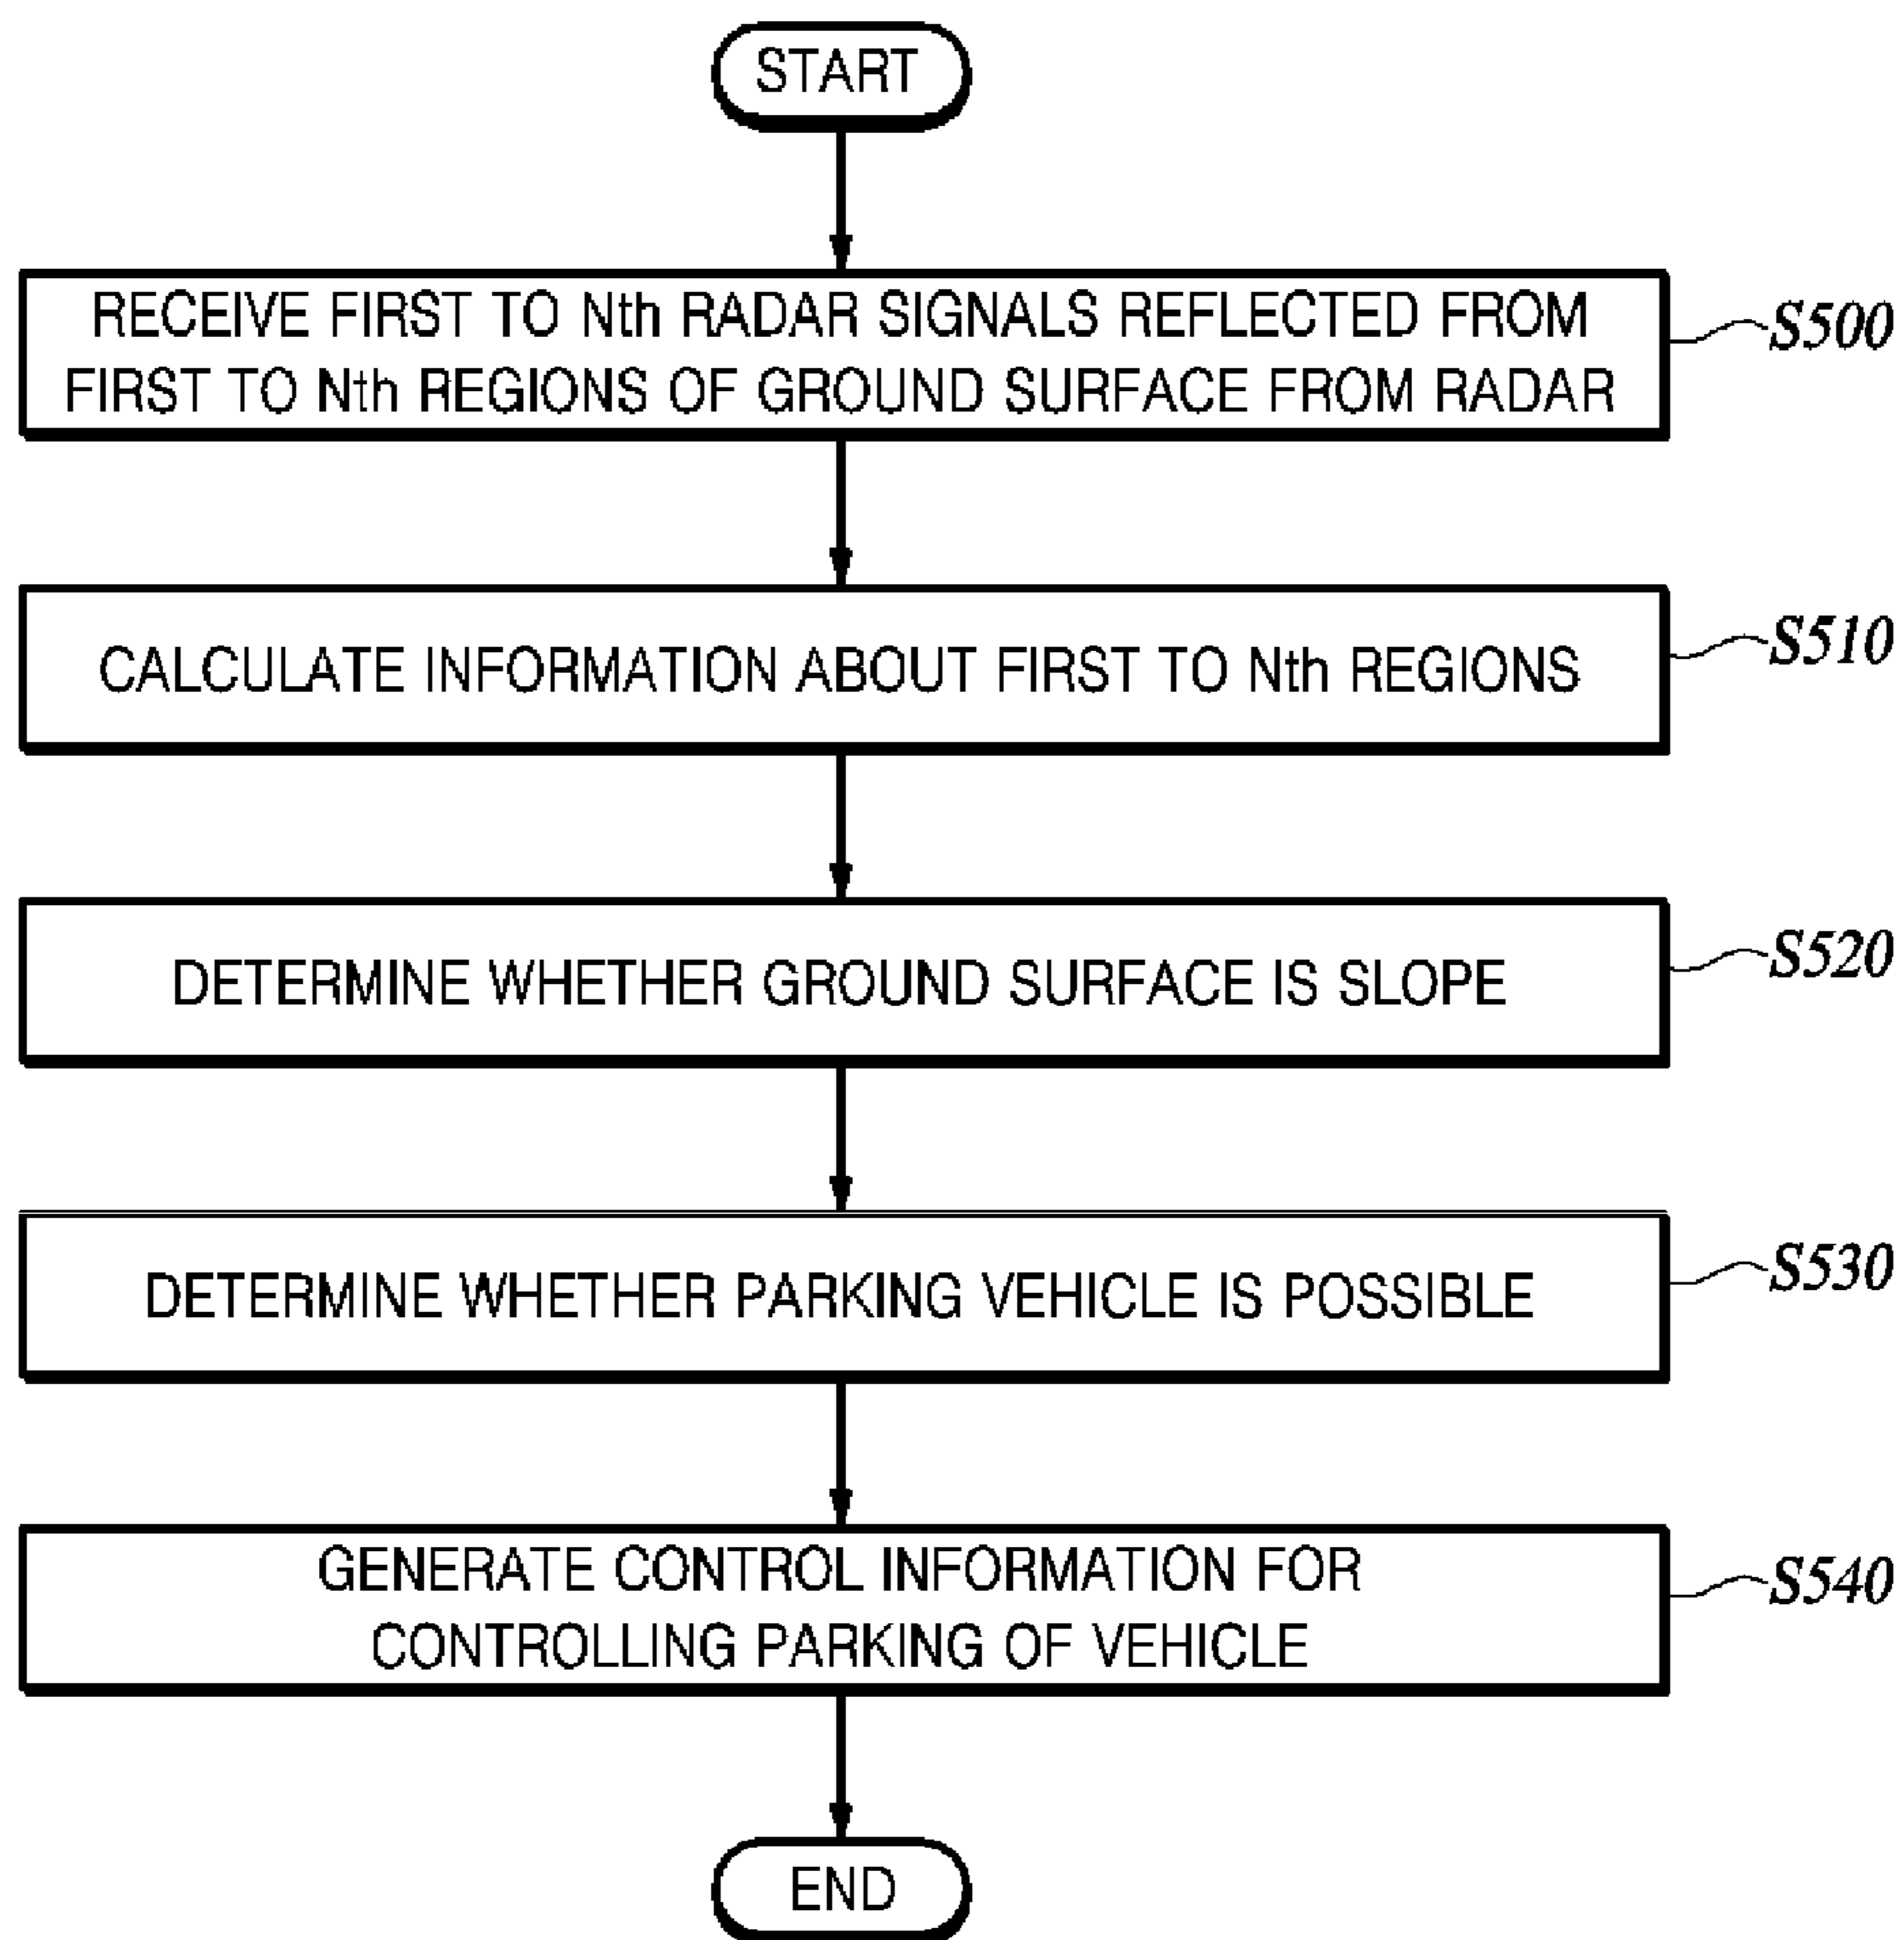 START
RECEIVE FIRST TO Nth RADAR SIGNALS REFLECTED FROM
FIRST TO Nth REGIONS OF GROUND SURFACE FROM RADAR
S500
CALCULATE INFORMATION ABOUT FIRST TO Nth REGIONS
S510
DETERMINE WHETHER GROUND SURFACE IS SLOPE
S520
DETERMINE WHETHER PARKING VEHICLE IS POSSIBLE
S530
GENERATE CONTROL INFORMATION FOR
CONTROLLING PARKING OF VEHICLE
S540
END